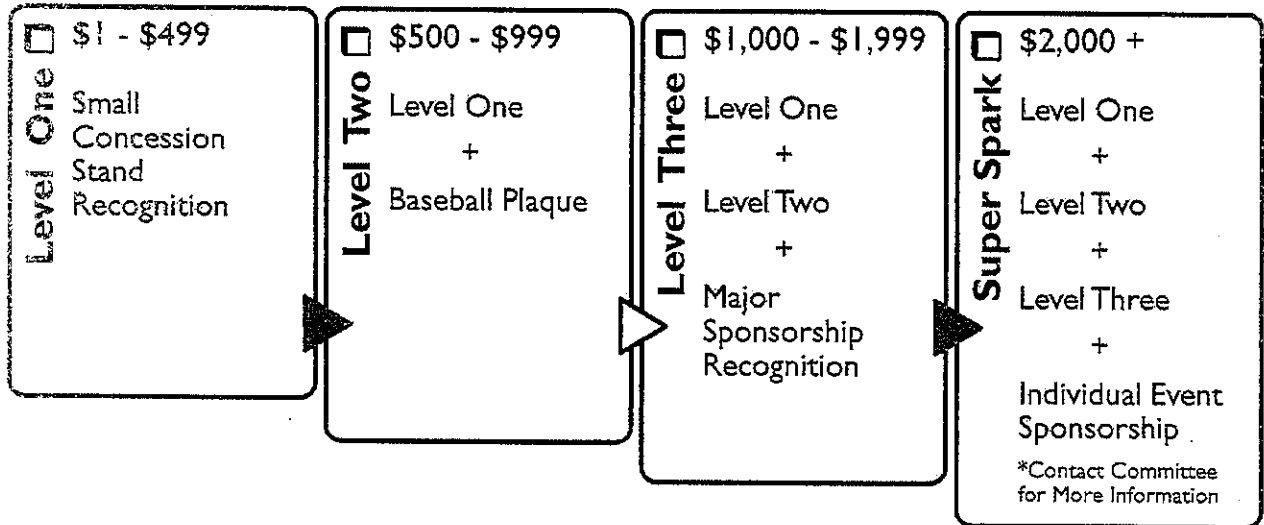 Level One
$1 - $499
Small
Concession
Stand
Recognition
Level Two
$500 - $999
Level One
+
Baseball Plaque
Level Three
$1,000 - $1,999
Level One
+
Level Two
+
Major
Sponsorship
Recognition
Super Spark
$2,000 +
Level One
+
Level Two
+
Level Three
+
Individual Event
Sponsorship
*Contact Committee
for More Information